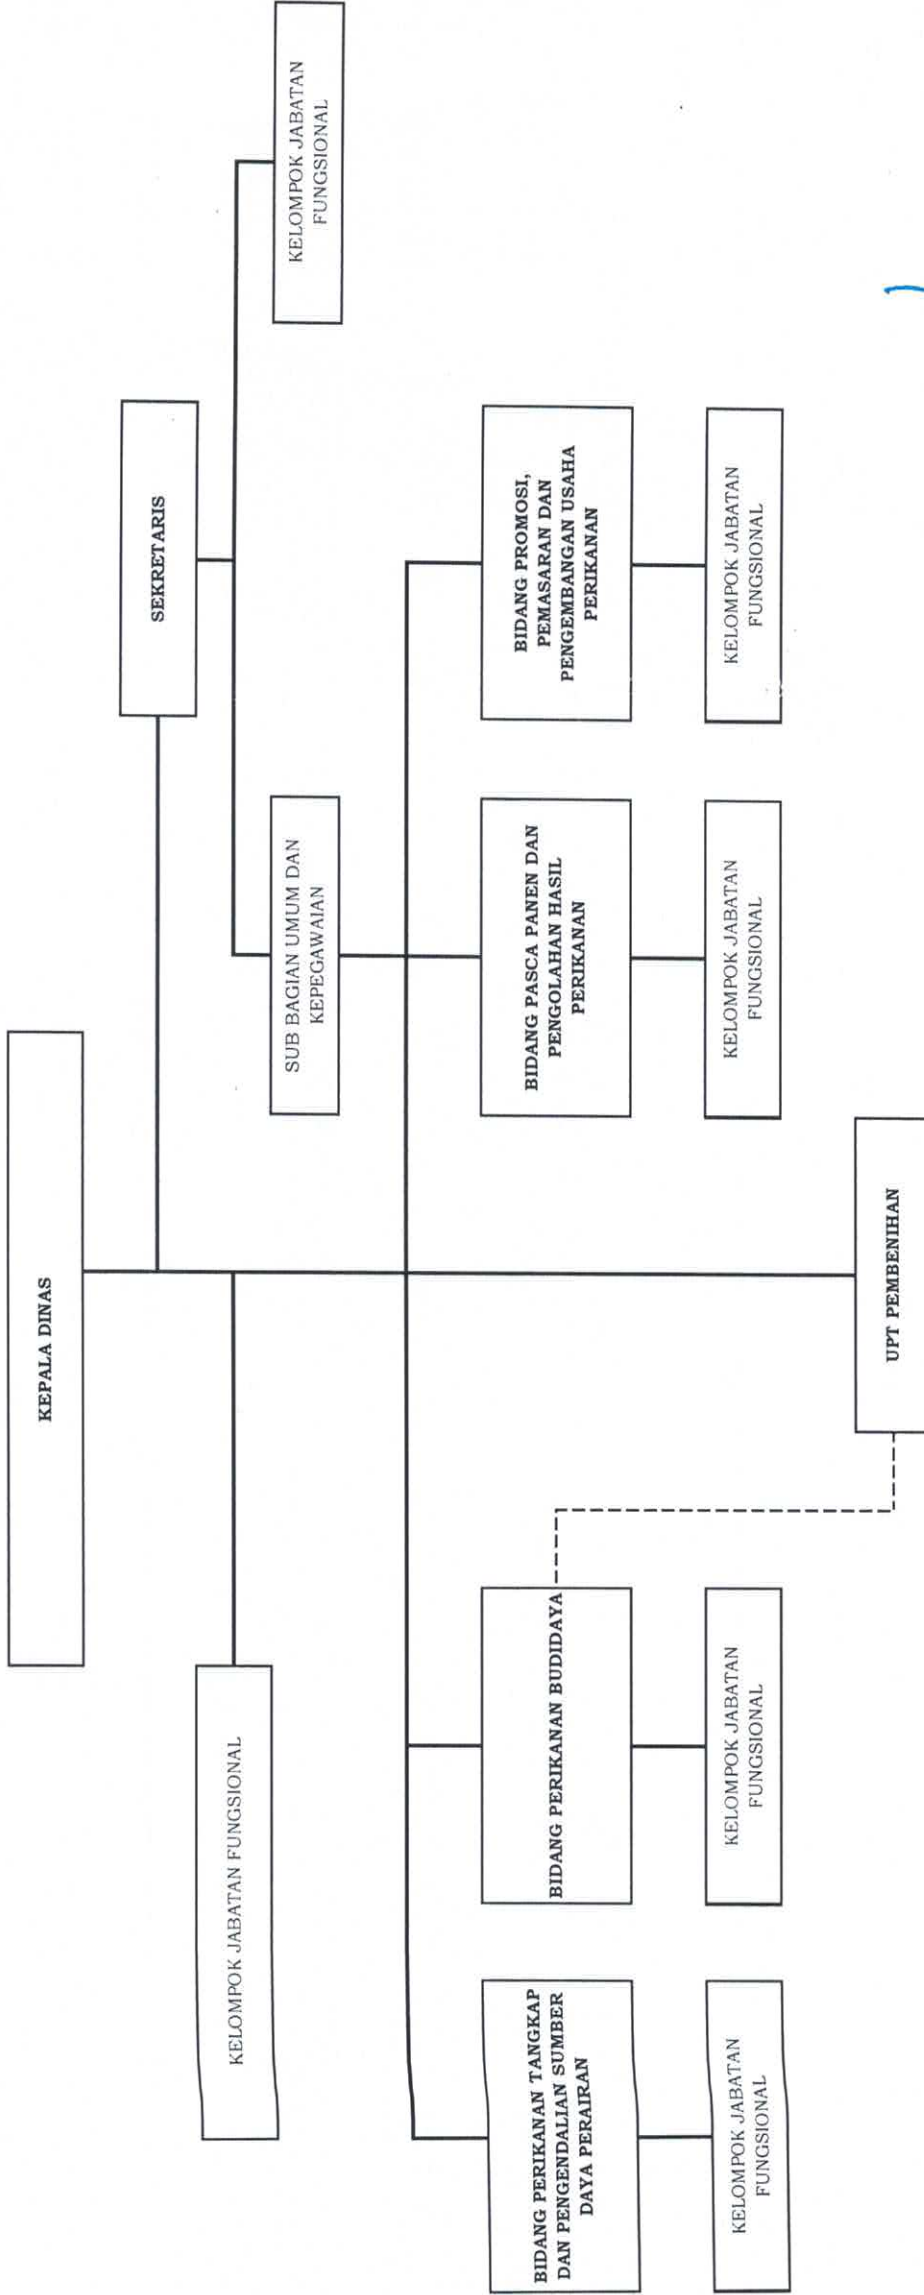 KEPALA DINAS
SEKRETARIS
KELOMPOK JABATAN FUNGSIONAL
SUB BAGIAN UMUM DAN
KEPEGAWAIAN
KELOMPOK JABATAN
FUNGSIONAL
BIDANG PERIKANAN TANGKAP
DAN PENGENDALIAN SUMBER
DAYA PERAIRAN
BIDANG PERIKANAN BUDIDAYA
BIDANG PASCA PANEN DAN
PENGOLAHAN HASIL
PERIKANAN
BIDANG PROMOSI,
PEMASARAN DAN
PENGEMBANGAN USAHA
PERIKANAN
KELOMPOK JABATAN
FUNGSIONAL
KELOMPOK JABATAN
FUNGSIONAL
KELOMPOK JABATAN
FUNGSIONAL
KELOMPOK JABATAN
FUNGSIONAL
UPT PEMBENIHAN